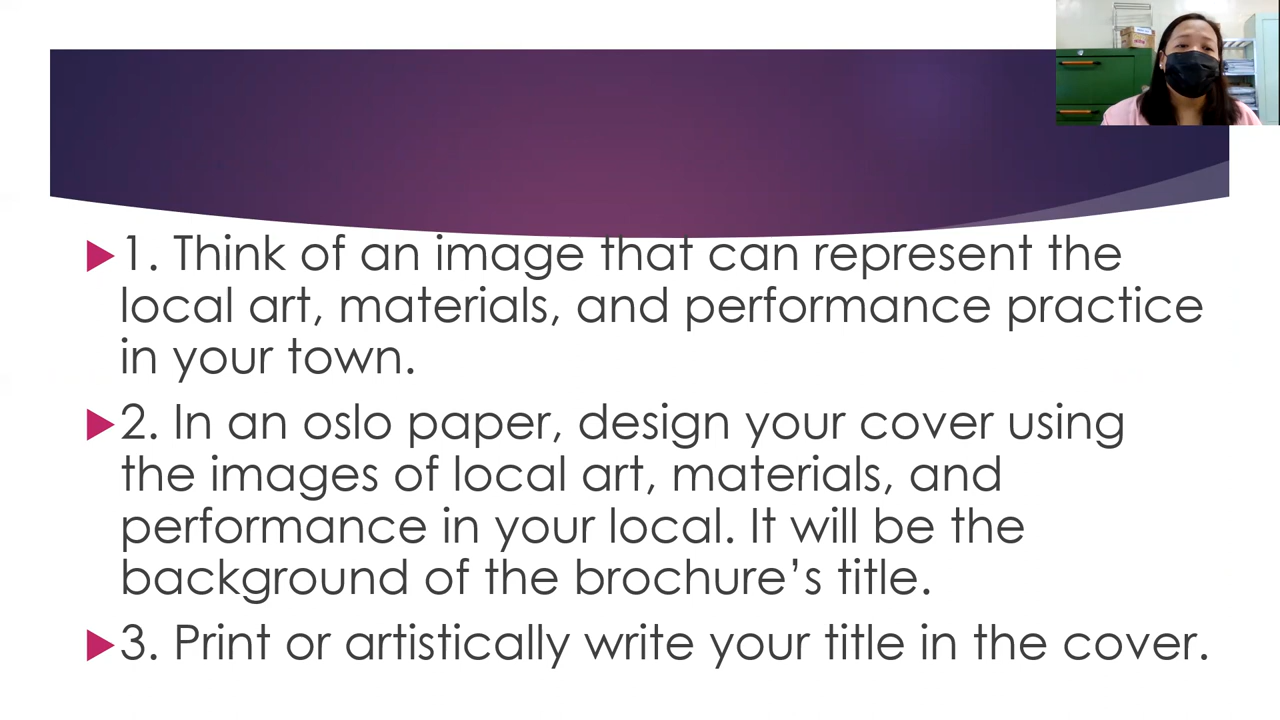 1. Think of an image that can represent the
local art, materials, and performance practice
in your town.
2. In an oslo paper, design your cover using
the images of local art, materials, and
performance in your local. It will be the
background of the brochure’s title.
3. Print or artistically write your title in the cover.